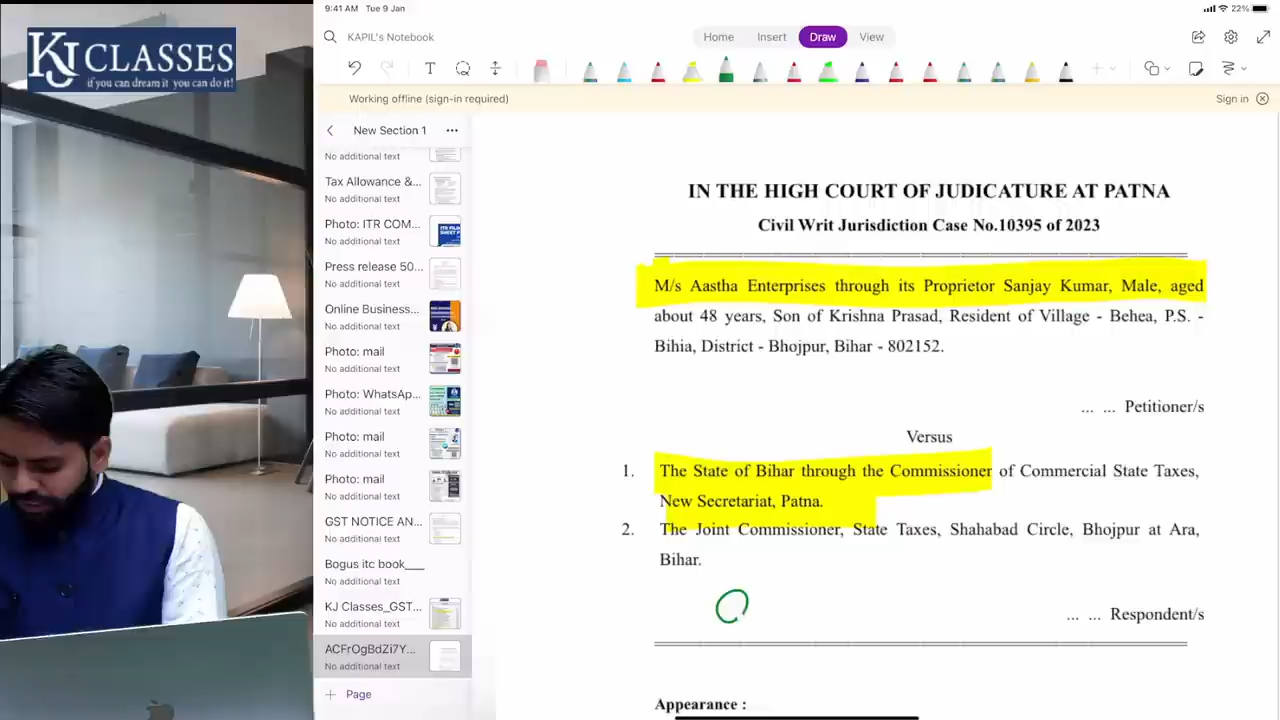 9:41 AM Tue 9 Jan
22%
KJ CLASSES
if you can dream it you can do it!
KAPIL's Notebook
Home Insert Draw View
Working offline (sign-in required)
Sign in
New Section 1
No additional text
Tax Allowance &...
No additional text
Photo: ITR COM...
No additional text
Press release 50...
No additional text
Online Business...
No additional text
Photo: mail
No additional text
Photo: WhatsAp...
No additional text
Photo: mail
No additional text
Photo: mail
No additional text
GST NOTICE AN...
No additional text
Bogus itc book___
No additional text
KJ Classes_GST...
No additional text
ACFrOgBdZi7Y...
No additional text
Page
IN THE HIGH COURT OF JUDICATURE AT PATNA
Civil Writ Jurisdiction Case No.10395 of 2023
M/s Aastha Enterprises through its Proprietor Sanjay Kumar, Male, aged
about 48 years, Son of Krishna Prasad, Resident of Village - Behea, P.S. -
Bihia, District - Bhojpur, Bihar - 802152.
... ... Petitioner/s
Versus
1. The State of Bihar through the Commissioner of Commercial State Taxes,
New Secretariat, Patna.
2. The Joint Commissioner, State Taxes, Shahabad Circle, Bhojpur at Ara,
Bihar.
... ... Respondent/s
Appearance :